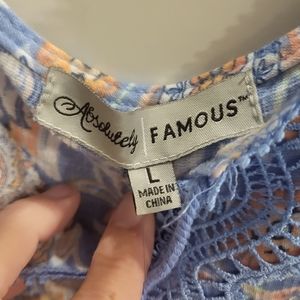 Absolutely | FAMOUS™
L
MADE IN
CHINA